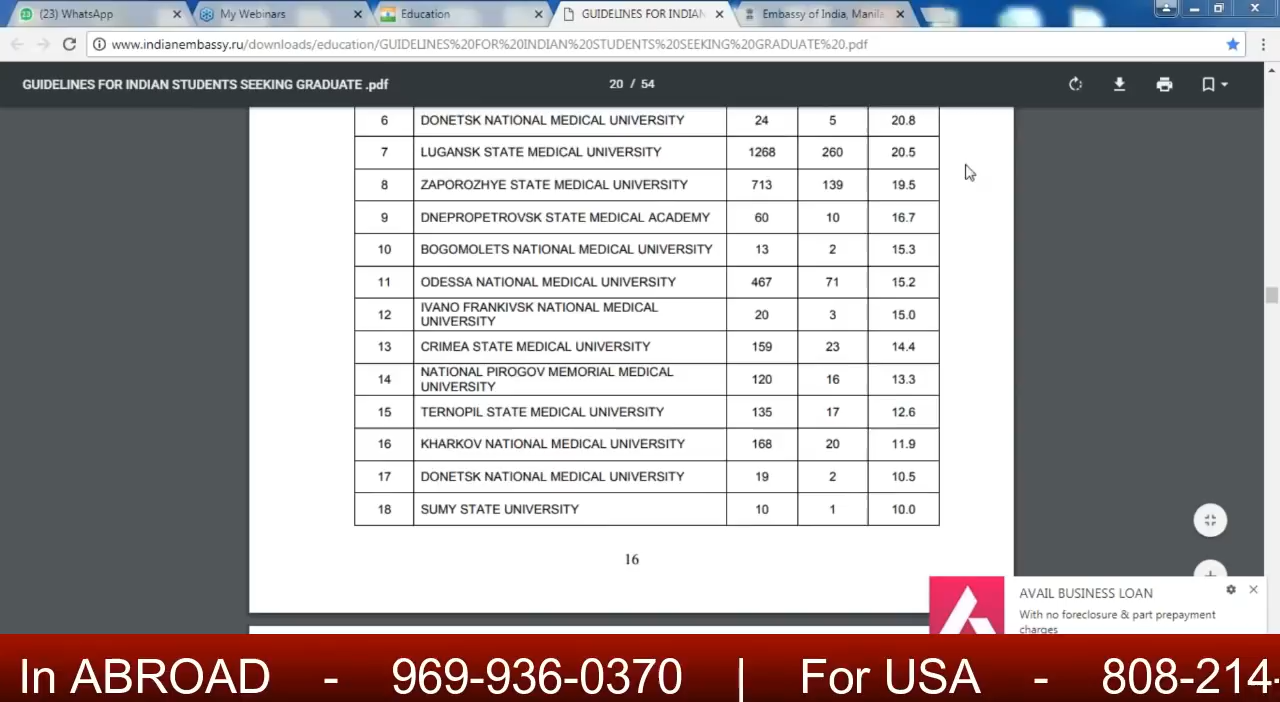 (23) WhatsApp
My Webinars
Education
GUIDELINES FOR INDIAN
Embassy of India, Manila
www.indianembassy.ru/downloads/education/GUIDELINES%20FOR%20INDIAN%20STUDENTS%20SEEKING%20GRADUATE%20.pdf
GUIDELINES FOR INDIAN STUDENTS SEEKING GRADUATE .pdf 20 / 54
6 DONETSK NATIONAL MEDICAL UNIVERSITY 24 5 20.8
7 LUGANSK STATE MEDICAL UNIVERSITY 1268 260 20.5
8 ZAPOROZHYE STATE MEDICAL UNIVERSITY 713 139 19.5
9 DNEPROPETROVSK STATE MEDICAL ACADEMY 60 10 16.7
10 BOGOMOLETS NATIONAL MEDICAL UNIVERSITY 13 2 15.3
11 ODESSA NATIONAL MEDICAL UNIVERSITY 467 71 15.2
12 IVANO FRANKIVSK NATIONAL MEDICAL
UNIVERSITY 20 3 15.0
13 CRIMEA STATE MEDICAL UNIVERSITY 159 23 14.4
14 NATIONAL PIROGOV MEMORIAL MEDICAL
UNIVERSITY 120 16 13.3
15 TERNOPIL STATE MEDICAL UNIVERSITY 135 17 12.6
16 KHARKOV NATIONAL MEDICAL UNIVERSITY 168 20 11.9
17 DONETSK NATIONAL MEDICAL UNIVERSITY 19 2 10.5
18 SUMY STATE UNIVERSITY 10 1 10.0
16
AVAIL BUSINESS LOAN
With no foreclosure & part prepayment
charges
In ABROAD - 969-936-0370 | For USA - 808-214-